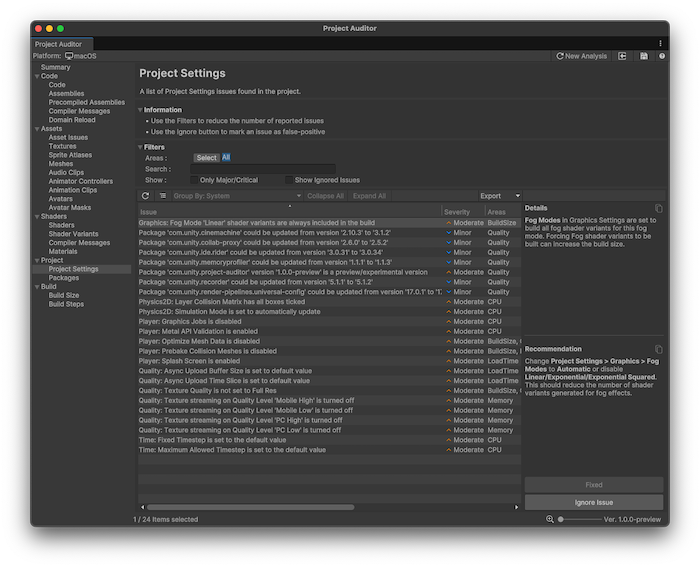 Project Auditor
Project Auditor
Platform: macOS New Analysis
Summary
Code
Code
Assemblies
Precompiled Assemblies
Compiler Messages
Domain Reload
Assets
Asset Issues
Textures
Sprite Atlases
Meshes
Audio Clips
Animator Controllers
Animation Clips
Avatars
Avatar Masks
Shaders
Shaders
Shader Variants
Compiler Messages
Materials
Project
Project Settings
Packages
Build
Build Size
Build Steps
Project Settings
A list of Project Settings issues found in the project.
Information
• Use the Filters to reduce the number of reported issues
• Use the Ignore button to mark an issue as false-positive
Filters
Areas : Select All
Search :
Show : Only Major/Critical Show Ignored Issues
Group By: System Collapse All Expand All Export
Issue Severity Areas
Graphics: Fog Mode 'Linear' shader variants are always included in the build Moderate BuildSize
Package 'com.unity.cinemachine' could be updated from version '2.10.3' to '3.1.2' Minor Quality
Package 'com.unity.collab-proxy' could be updated from version '2.6.0' to '2.5.2' Minor Quality
Package 'com.unity.ide.rider' could be updated from version '3.0.31' to '3.0.34' Minor Quality
Package 'com.unity.memoryprofiler' could be updated from version '1.1.1' to '1.1.3' Minor Quality
Package 'com.unity.project-auditor' version '1.0.0-preview' is a preview/experimental version Moderate Quality
Package 'com.unity.recorder' could be updated from version '5.1.1' to '5.1.2' Minor Quality
Package 'com.unity.render-pipelines.universal-config' could be updated from version '17.0.1' to '17 Minor Quality
Physics2D: Layer Collision Matrix has all boxes ticked Moderate CPU
Physics2D: Simulation Mode is set to automatically update Moderate CPU
Player: Graphics Jobs is disabled Moderate CPU
Player: Metal API Validation is enabled Moderate CPU
Player: Optimize Mesh Data is disabled Moderate BuildSize,
Player: Prebake Collision Meshes is disabled Moderate BuildSize,
Player: Splash Screen is enabled Moderate LoadTime
Quality: Async Upload Buffer Size is set to default value Moderate LoadTime
Quality: Async Upload Time Slice is set to default value Moderate LoadTime
Quality: Texture Quality is not set to Full Res Moderate BuildSize,
Quality: Texture streaming on Quality Level 'Mobile High' is turned off Moderate Memory
Quality: Texture streaming on Quality Level 'Mobile Low' is turned off Moderate Memory
Quality: Texture streaming on Quality Level 'PC High' is turned off Moderate Memory
Quality: Texture streaming on Quality Level 'PC Low' is turned off Moderate Memory
Time: Fixed Timestep is set to the default value Moderate CPU
Time: Maximum Allowed Timestep is set to the default value Moderate CPU
Details
Fog Modes in Graphics Settings are set to
build all fog shader variants for this fog
mode. Forcing Fog shader variants to be
built can increase the build size.
Recommendation
Change Project Settings > Graphics > Fog
Modes to Automatic or disable
Linear/Exponential/Exponential Squared.
This should reduce the number of shader
variants generated for fog effects.
Fixed
Ignore Issue
1 / 24 Items selected Ver. 1.0.0-preview